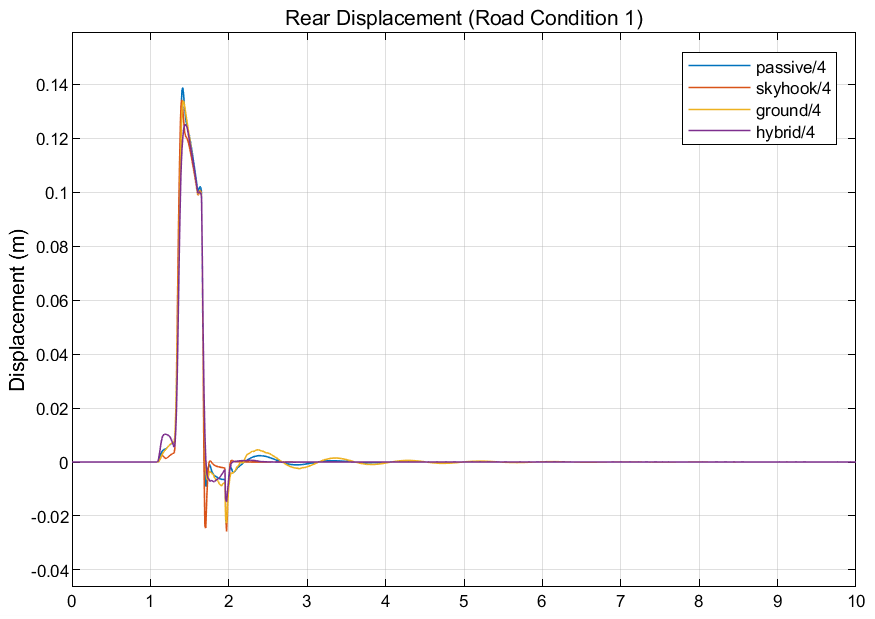 Rear Displacement (Road Condition 1)
passive/4
skyhook/4
ground/4
hybrid/4
Displacement (m)
0.14
0.12
0.1
0.08
0.06
0.04
0.02
0
-0.02
-0.04
0 1 2 3 4 5 6 7 8 9 10